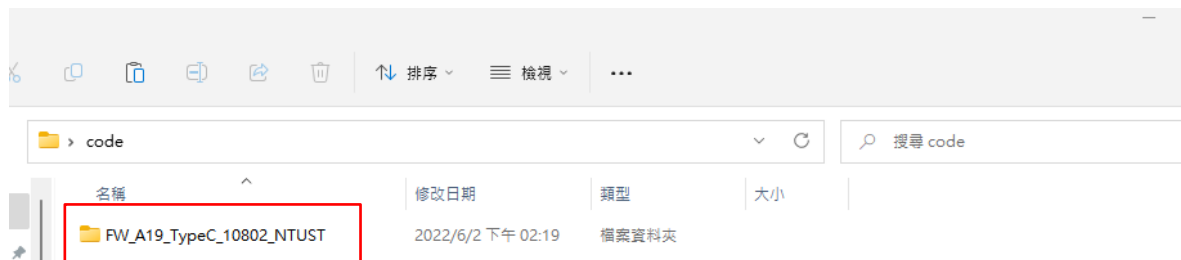 排序 檢視
code 搜尋 code
名稱 修改日期 類型 大小
FW_A19_TypeC_10802_NTUST 2022/6/2 下午 02:19 檔案資料夾